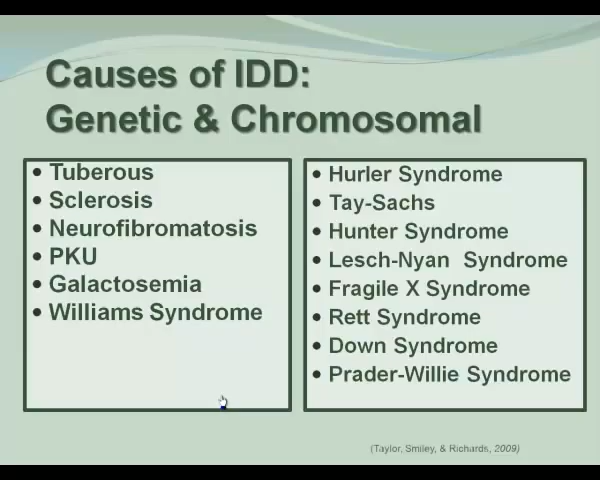 Causes of IDD:
Genetic & Chromosomal
• Tuberous
• Sclerosis
• Neurofibromatosis
• PKU
• Galactosemia
• Williams Syndrome
• Hurler Syndrome
• Tay-Sachs
• Hunter Syndrome
• Lesch-Nyan Syndrome
• Fragile X Syndrome
• Rett Syndrome
• Down Syndrome
• Prader-Willie Syndrome
(Taylor, Smiley, & Richards, 2009)